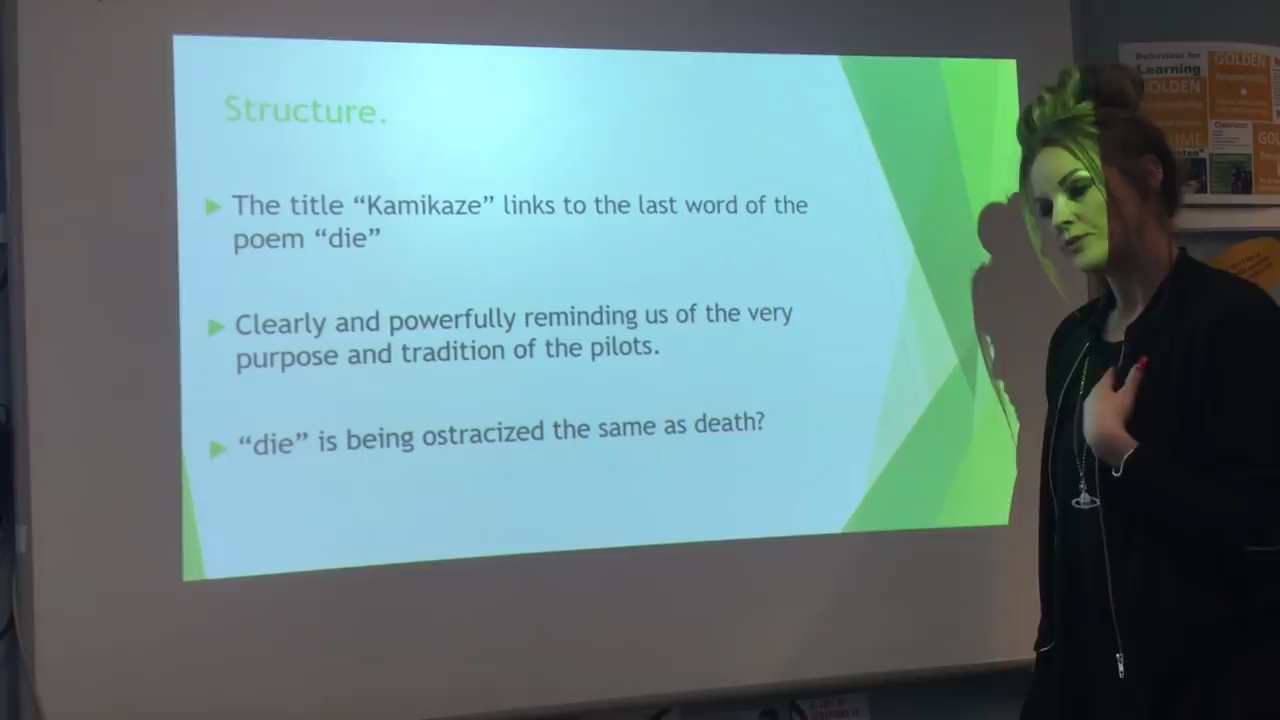 Structure.
The title “Kamikaze” links to the last word of the
poem “die”
Clearly and powerfully reminding us of the very
purpose and tradition of the pilots.
“die” is being ostracized the same as death?
Behaviour for
Learning
GOLDEN
GOLDEN